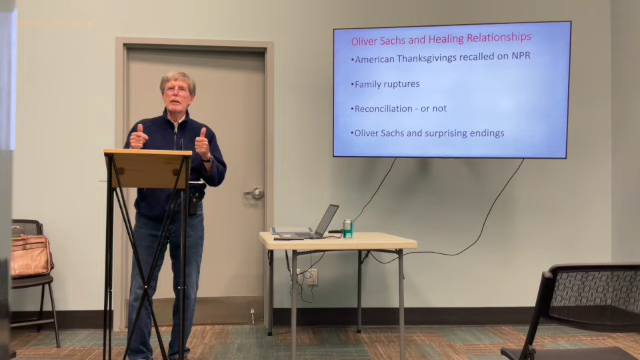 Oliver Sachs and Healing Relationships
•American Thanksgivings recalled on NPR
•Family ruptures
•Reconciliation - or not
•Oliver Sachs and surprising endings